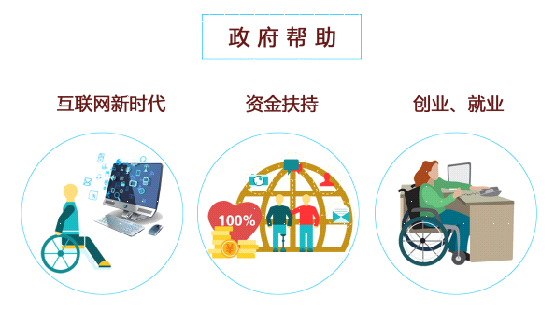 政府帮助
互联网新时代
资金扶持
创业、就业
100%
¥